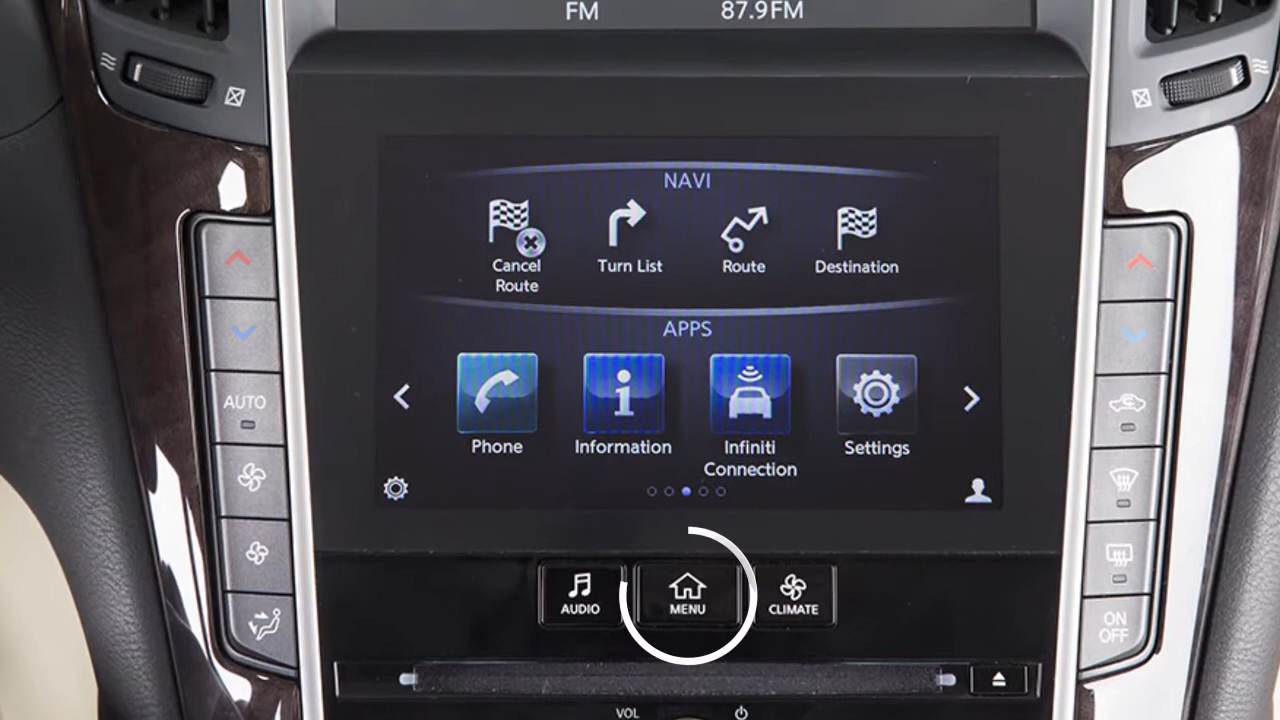 FM 87.9FM
NAVI
Cancel Route
Turn List
Route
Destination
APPS
Phone
Information
Infiniti Connection
Settings
AUTO
AUDIO
MENU
CLIMATE
ON
OFF
VOL